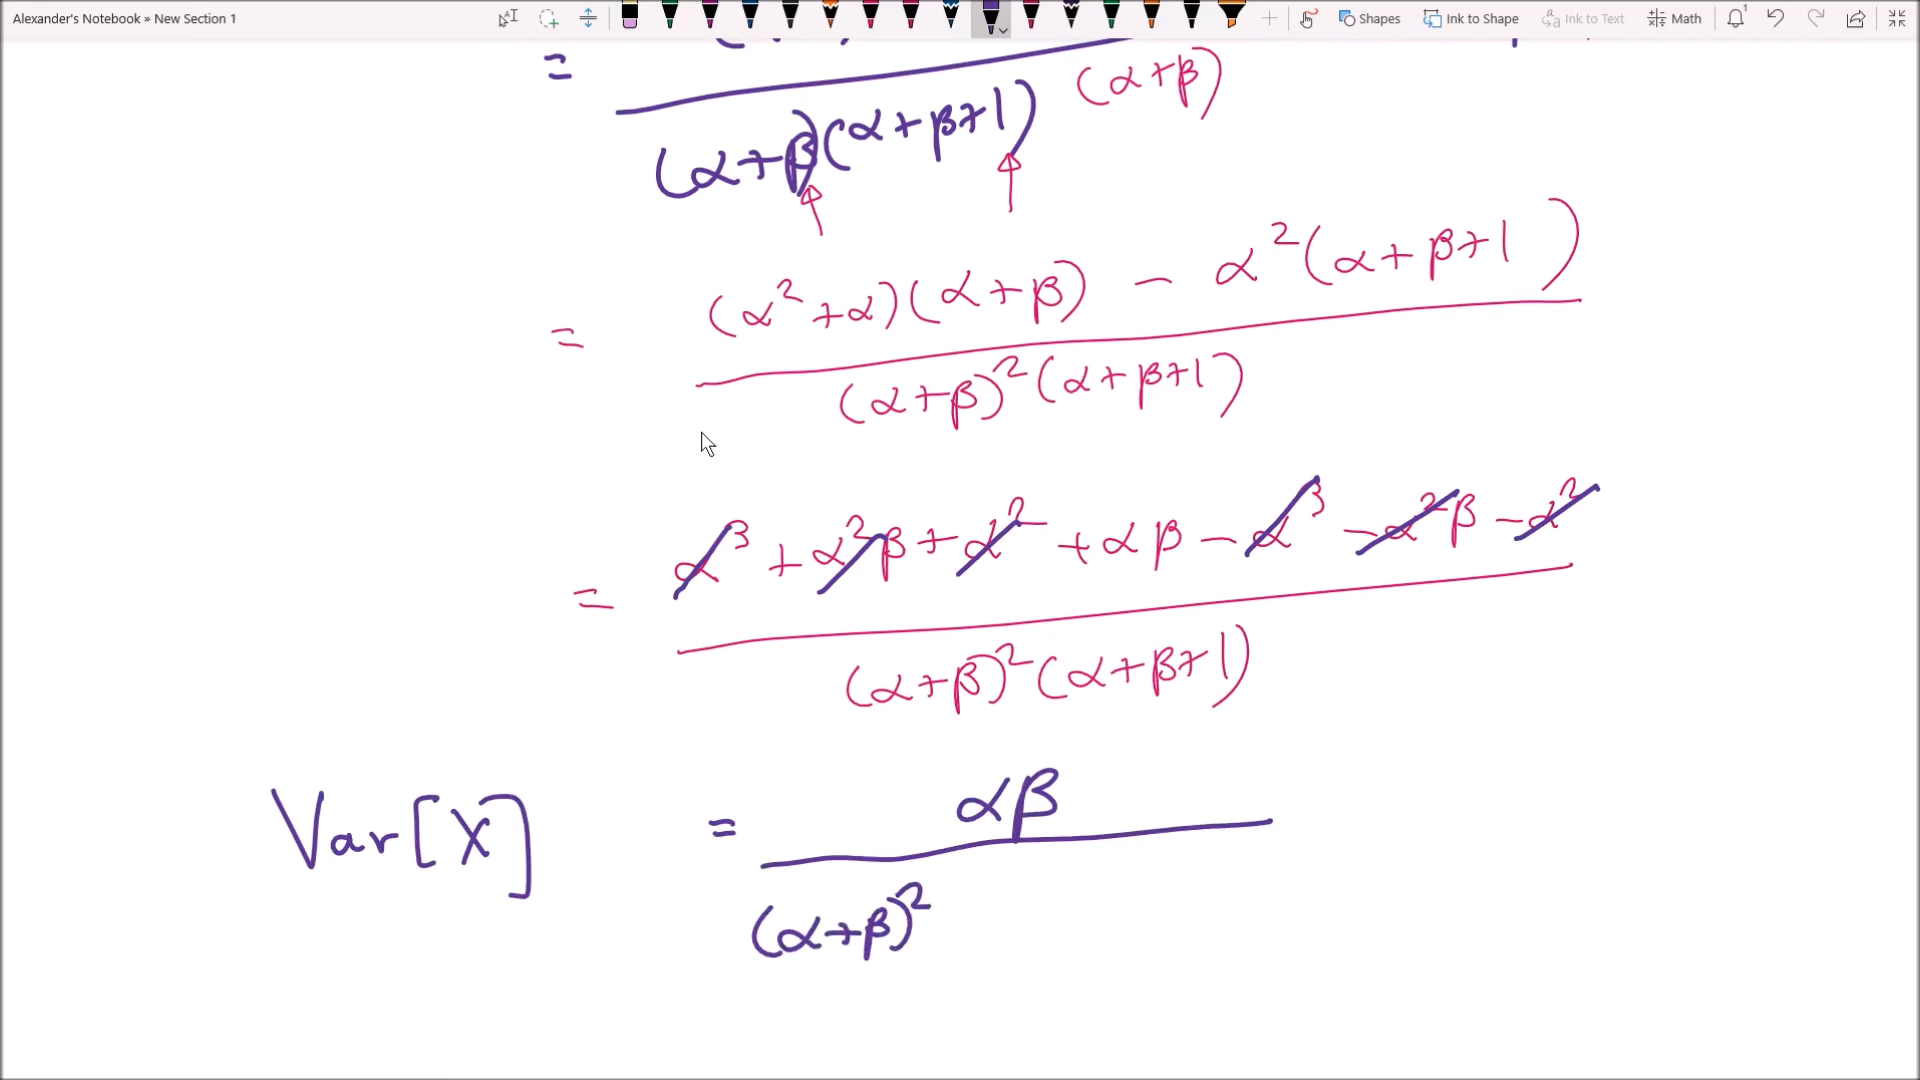 Alexander's Notebook » New Section 1
Shapes
Ink to Shape
Ink to Text
Math
1
=
(α+β)(α+β+1) (α+β)
= (α²+α)(α+β) − α²(α+β+1)
(α+β)²(α+β+1)
= α³ + α²β + α² + αβ − α³ − α²β − α²
(α+β)²(α+β+1)
Var[X] = αβ
(α+β)²